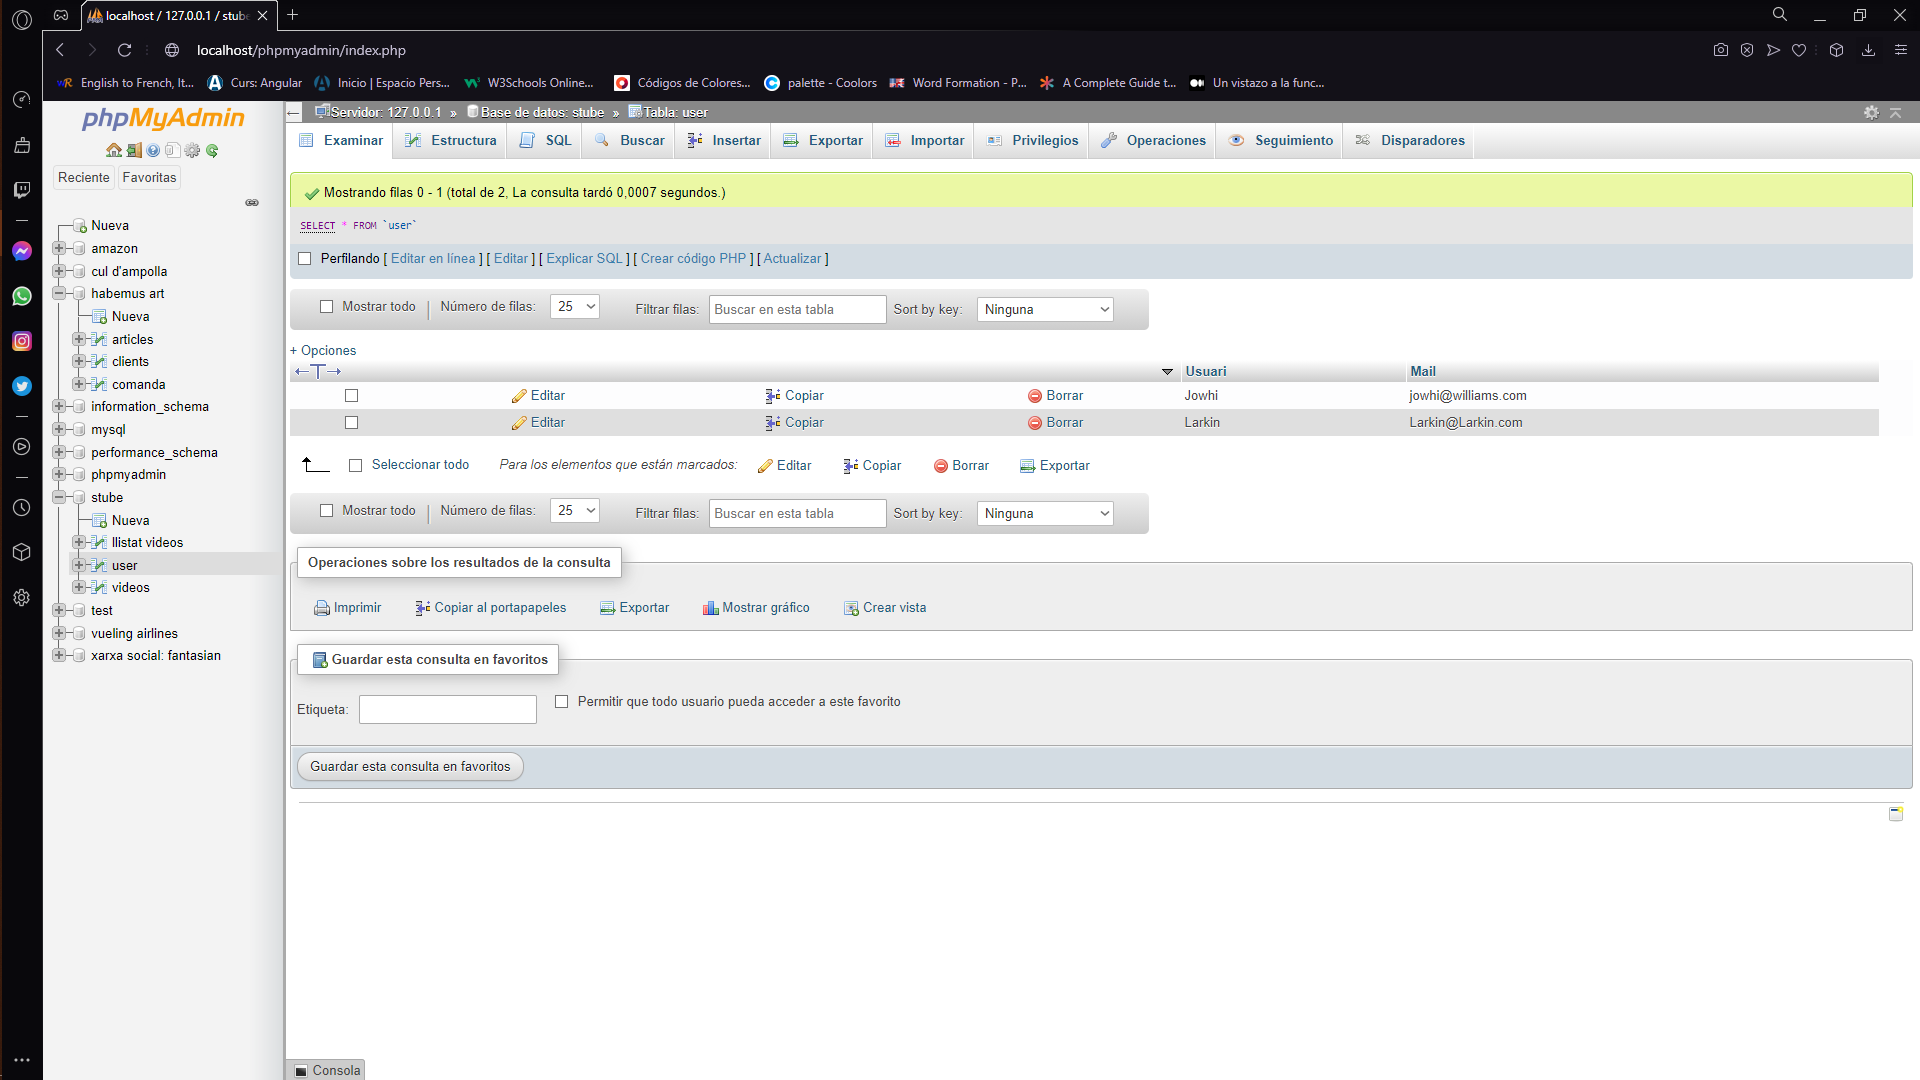 localhost / 127.0.0.1 / stub
localhost/phpmyadmin/index.php
English to French, It...
Curs: Angular
Inicio | Espacio Pers...
W3Schools Online...
Códigos de Colores...
palette - Coolors
Word Formation - P...
A Complete Guide t...
Un vistazo a la func...
phpMyAdmin
Reciente
Favoritas
Nueva
amazon
cul d'ampolla
habemus art
Nueva
articles
clients
comanda
information_schema
mysql
performance_schema
phpmyadmin
stube
Nueva
llistat videos
user
videos
test
vueling airlines
xarxa social: fantasian
Servidor: 127.0.0.1 » Base de datos: stube » Tabla: user
Examinar
Estructura
SQL
Buscar
Insertar
Exportar
Importar
Privilegios
Operaciones
Seguimiento
Disparadores
Mostrando filas 0 - 1 (total de 2, La consulta tardó 0,0007 segundos.)
SELECT * FROM `user`
Perfilando [ Editar en línea ] [ Editar ] [ Explicar SQL ] [ Crear código PHP ] [ Actualizar ]
Mostrar todo | Número de filas: 25 Filtrar filas: Buscar en esta tabla Sort by key: Ninguna
+ Opciones
←T→ Usuari Mail
Editar Copiar Borrar Jowhi jowhi@williams.com
Editar Copiar Borrar Larkin Larkin@Larkin.com
Seleccionar todo Para los elementos que están marcados: Editar Copiar Borrar Exportar
Mostrar todo | Número de filas: 25 Filtrar filas: Buscar en esta tabla Sort by key: Ninguna
Operaciones sobre los resultados de la consulta
Imprimir Copiar al portapapeles Exportar Mostrar gráfico Crear vista
Guardar esta consulta en favoritos
Etiqueta: Permitir que todo usuario pueda acceder a este favorito
Guardar esta consulta en favoritos
Consola